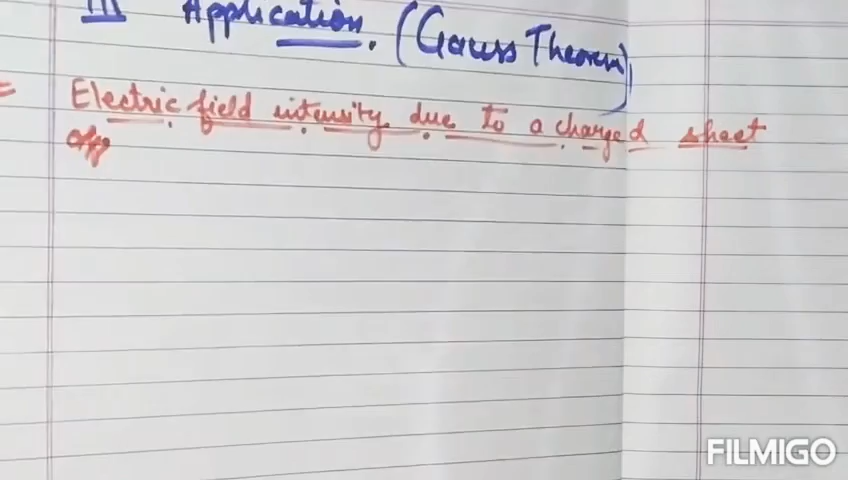 III Application. (Gauss Theorem)
= Electric field intensity due to a charged sheet
FILMIGO